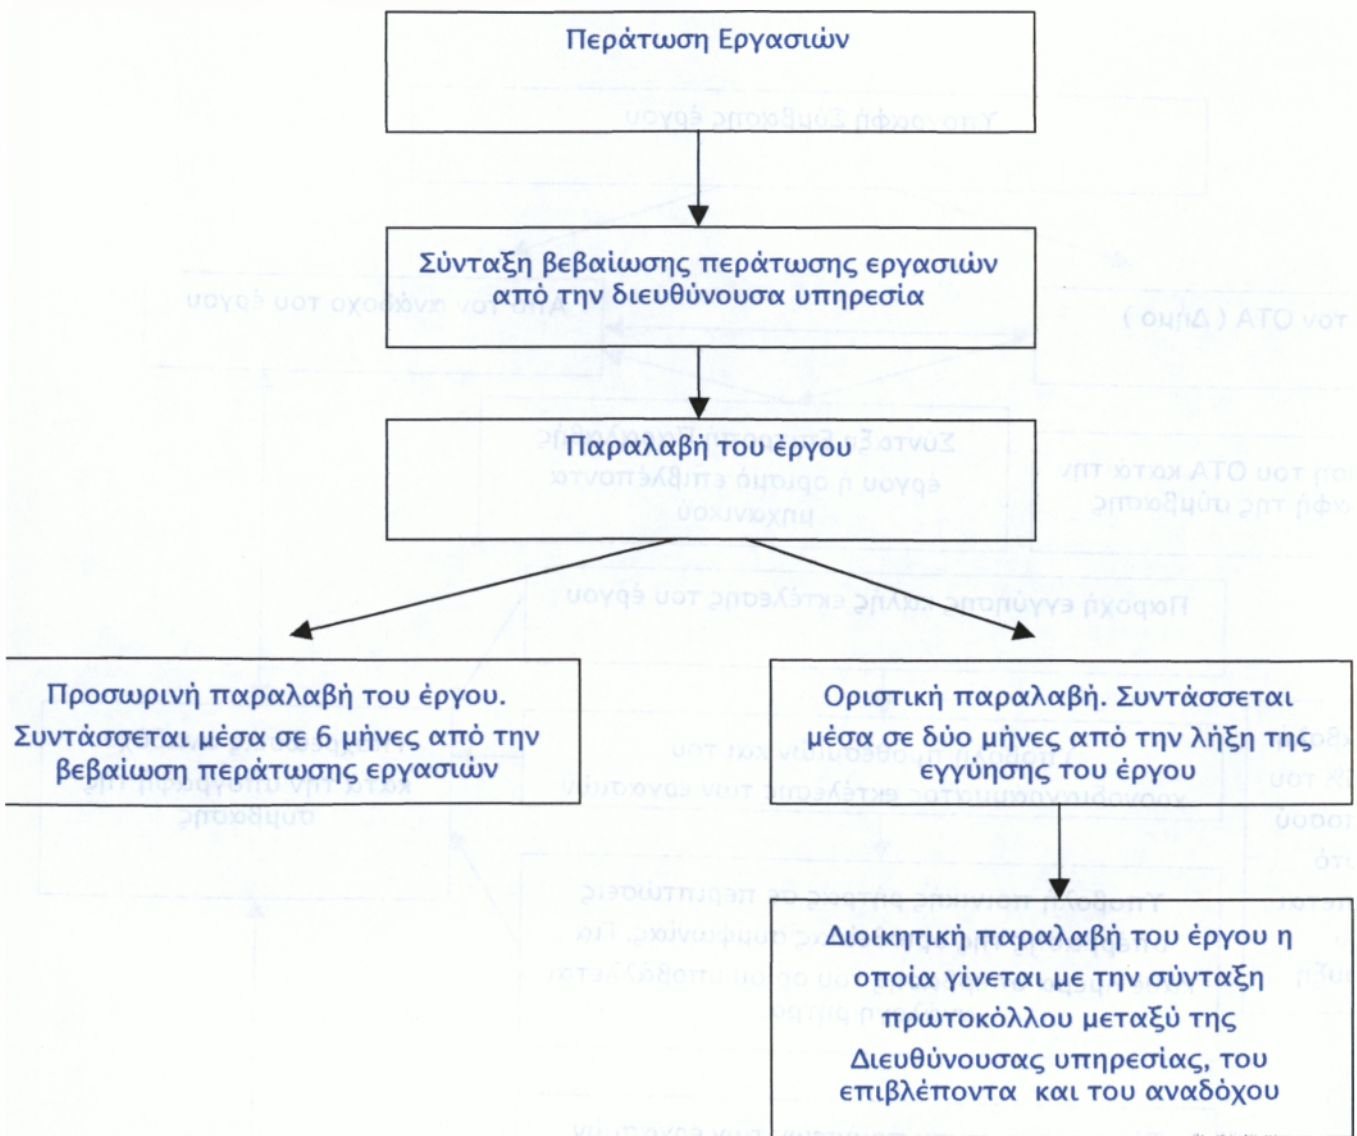 Περάτωση Εργασιών
Σύνταξη βεβαίωσης περάτωσης εργασιών
από την διευθύνουσα υπηρεσία
Παραλαβή του έργου
Προσωρινή παραλαβή του έργου.
Συντάσσεται μέσα σε 6 μήνες από την
βεβαίωση περάτωσης εργασιών
Οριστική παραλαβή. Συντάσσεται
μέσα σε δύο μήνες από την λήξη της
εγγύησης του έργου
Διοικητική παραλαβή του έργου η
οποία γίνεται με την σύνταξη
πρωτοκόλλου μεταξύ της
Διευθύνουσας υπηρεσίας, του
επιβλέποντα και του αναδόχου